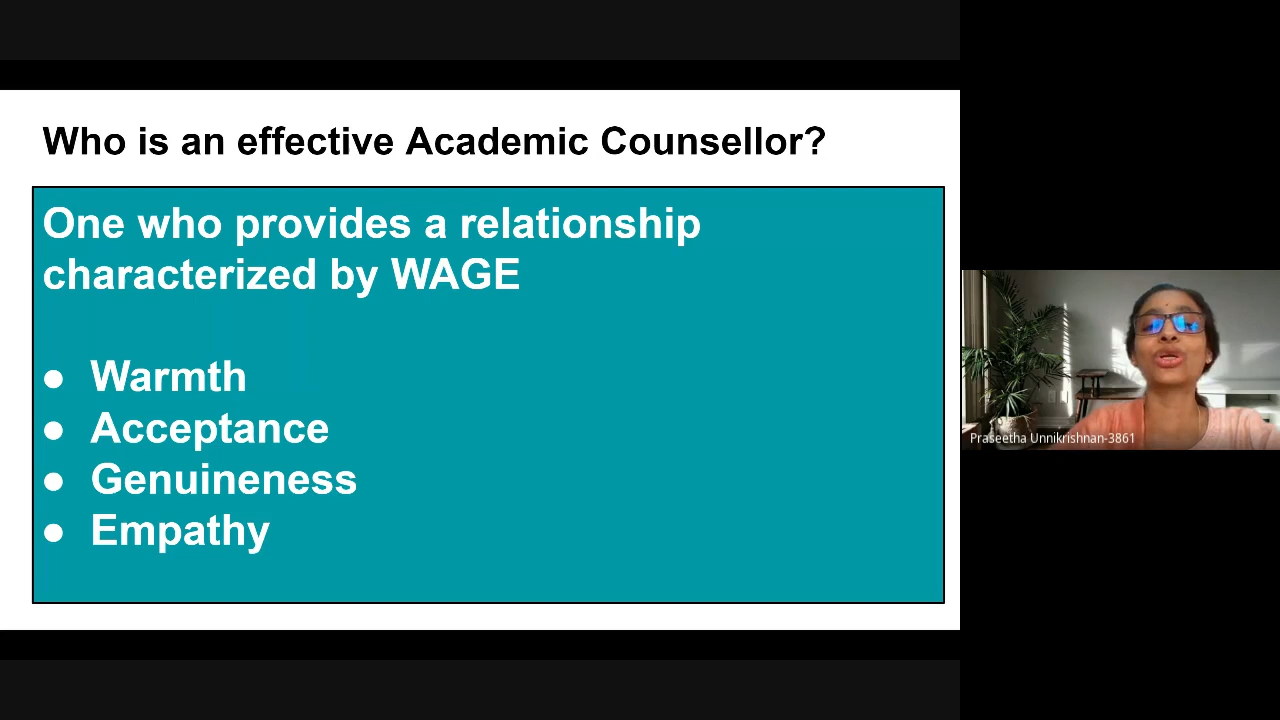 Who is an effective Academic Counsellor?
One who provides a relationship
characterized by WAGE
● Warmth
● Acceptance
● Genuineness
● Empathy
Praseetha Unnikrishnan-3861